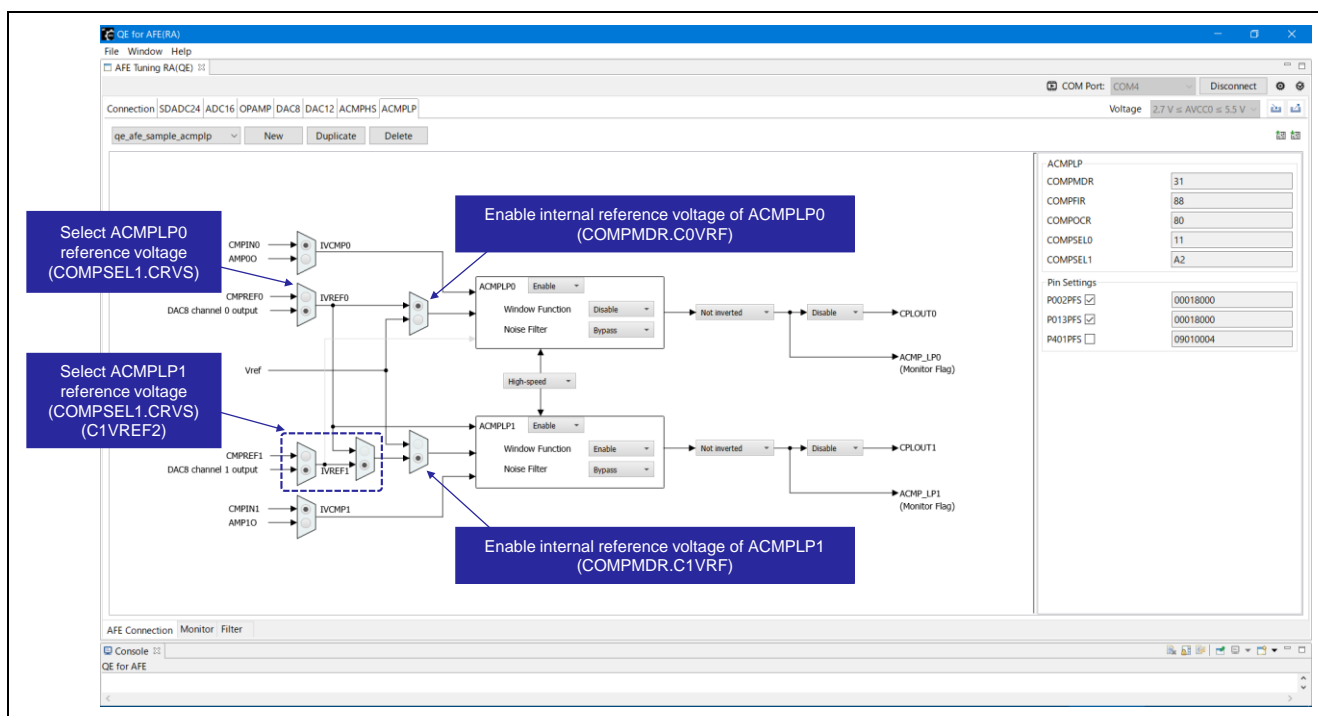 QE for AFE(RA)
File Window Help
AFE Tuning RA(QE)
COM Port: COM4 Disconnect
Connection SDADC24 ADC16 OPAMP DAC8 DAC12 ACMPHS ACMPLP
Voltage 2.7 V ≤ AVCC0 ≤ 5.5 V
qe_afe_sample_acmplp New Duplicate Delete
Select ACMPLP0
reference voltage
(COMPSEL1.CRVS)
Enable internal reference voltage of ACMPLP0
(COMPMDR.C0VRF)
CMPIN0
AMP0O
IVCMP0
CMPREF0
DAC8 channel 0 output
IVREF0
ACMPLP0 Enable
Window Function Disable
Noise Filter Bypass
Not inverted
Disable
CPLOUT0
ACMP_LP0
(Monitor Flag)
Vref
High-speed
Select ACMPLP1
reference voltage
(COMPSEL1.CRVS)
(C1VREF2)
CMPREF1
DAC8 channel 1 output
IVREF1
ACMPLP1 Enable
Window Function Enable
Noise Filter Bypass
Not inverted
Disable
CPLOUT1
ACMP_LP1
(Monitor Flag)
CMPIN1
AMP1O
IVCMP1
Enable internal reference voltage of ACMPLP1
(COMPMDR.C1VRF)
ACMPLP
COMPMDR 31
COMPFIR 88
COMPOCR 80
COMPSEL0 11
COMPSEL1 A2
Pin Settings
P002PFS 00018000
P013PFS 00018000
P401PFS 09010004
AFE Connection Monitor Filter
Console
QE for AFE